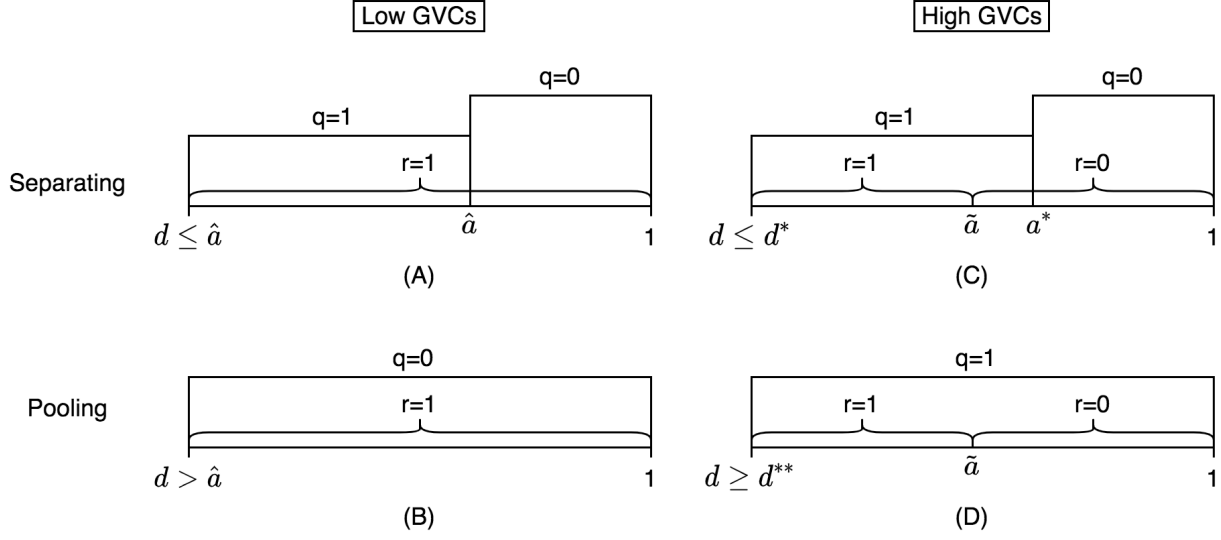 Low GVCs
High GVCs
Separating
q=1
q=0
r=1
d ≤ â
â
1
(A)
q=1
q=0
r=1
r=0
d ≤ d*
ã
a*
1
(C)
Pooling
q=0
r=1
d > â
1
(B)
q=1
r=1
r=0
d ≥ d**
ã
1
(D)